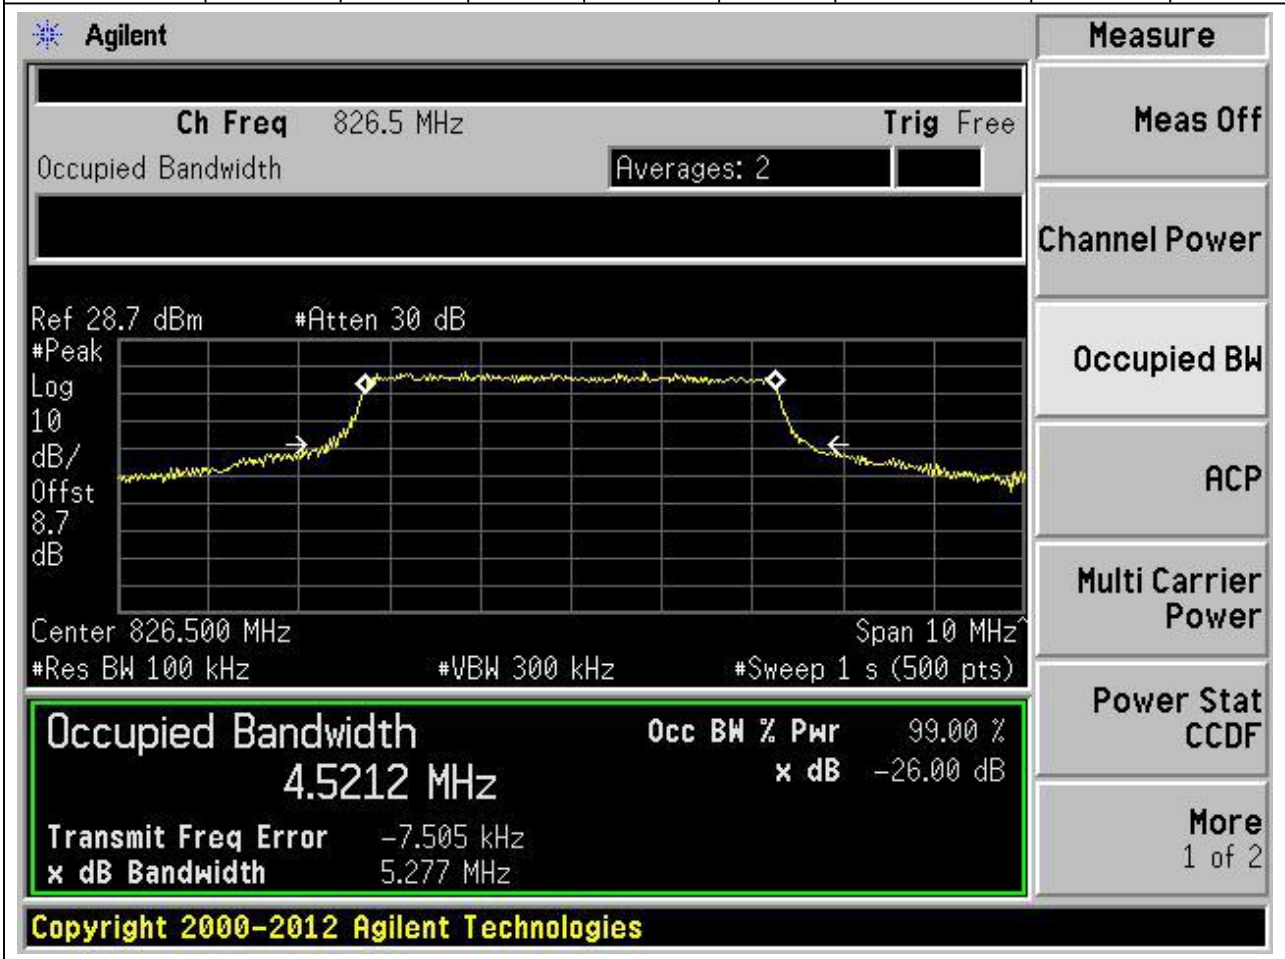 Agilent
Measure
Ch Freq 826.5 MHz Trig Free
Occupied Bandwidth Averages: 2
Meas Off
Channel Power
Occupied BW
ACP
Multi Carrier
Power
Power Stat
CCDF
More
1 of 2
Ref 28.7 dBm #Atten 30 dB
#Peak
Log
10
dB/
Offst
8.7
dB
Center 826.500 MHz Span 10 MHz^
#Res BW 100 kHz #VBW 300 kHz #Sweep 1 s (500 pts)
Occupied Bandwidth Occ BW % Pwr 99.00 %
4.5212 MHz x dB -26.00 dB
Transmit Freq Error -7.505 kHz
x dB Bandwidth 5.277 MHz
Copyright 2000-2012 Agilent Technologies